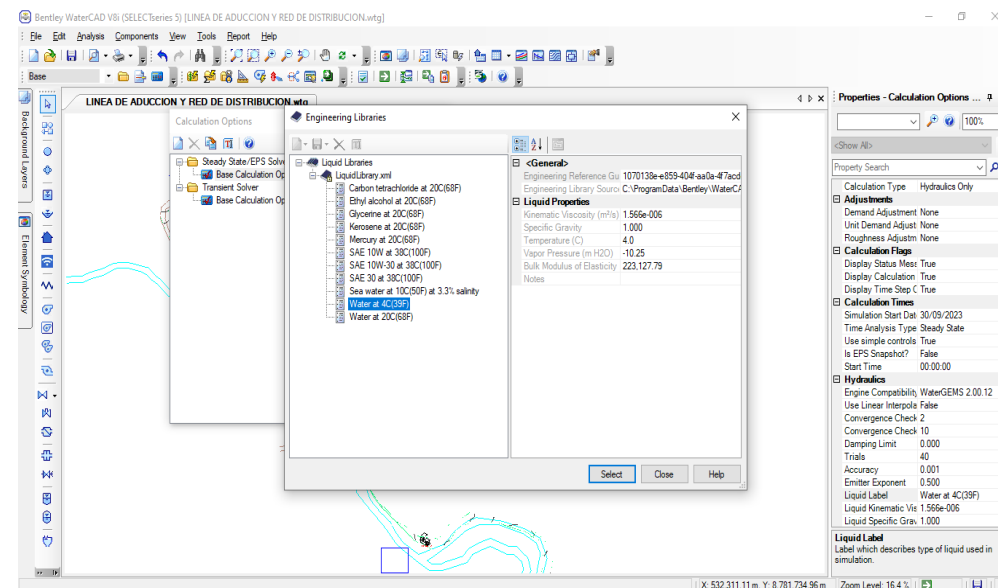 Bentley WaterCAD V8i (SELECTseries 5) [LINEA DE ADUCCION Y RED DE DISTRIBUCION.wtg]
File Edit Analysis Components View Tools Report Help
Base
LINEA DE ADUCCION Y RED DE DISTRIBUCION.wtg
Background Layers
Element Symbology
Calculation Options
Steady State/EPS Solv
Base Calculation Op
Transient Solver
Base Calculation Op
Engineering Libraries
Liquid Libraries
LiquidLibrary.xml
Carbon tetrachloride at 20C(68F)
Ethyl alcohol at 20C(68F)
Glycerine at 20C(68F)
Kerosene at 20C(68F)
Mercury at 20C(68F)
SAE 10W at 38C(100F)
SAE 10W-30 at 38C(100F)
SAE 30 at 38C(100F)
Sea water at 10C(50F) at 3.3% salinity
Water at 4C(39F)
Water at 20C(68F)
<General>
Engineering Reference Gu 1070138e-e859-404f-aa0a-4f7acd
Engineering Library Sourc C:\ProgramData\Bentley\WaterCA
Liquid Properties
Kinematic Viscosity (m²/s) 1.566e-006
Specific Gravity 1.000
Temperature (C) 4.0
Vapor Pressure (m H2O) -10.25
Bulk Modulus of Elasticity 223,127.79
Notes
Select Close Help
Properties - Calculation Options ...
100%
<Show All>
Property Search
Calculation Type Hydraulics Only
Adjustments
Demand Adjustment None
Unit Demand Adjust None
Roughness Adjustm None
Calculation Flags
Display Status Mess True
Display Calculation True
Display Time Step C True
Calculation Times
Simulation Start Dat 30/09/2023
Time Analysis Type Steady State
Use simple controls True
Is EPS Snapshot? False
Start Time 00:00:00
Hydraulics
Engine Compatibility WaterGEMS 2.00.12
Use Linear Interpola False
Convergence Check 2
Convergence Check 10
Damping Limit 0.000
Trials 40
Accuracy 0.001
Emitter Exponent 0.500
Liquid Label Water at 4C(39F)
Liquid Kinematic Vis 1.566e-006
Liquid Specific Grav 1.000
Liquid Label
Label which describes type of liquid used in
simulation.
X: 532,311.11 m, Y: 8,781,734.96 m Zoom Level: 16.4 %